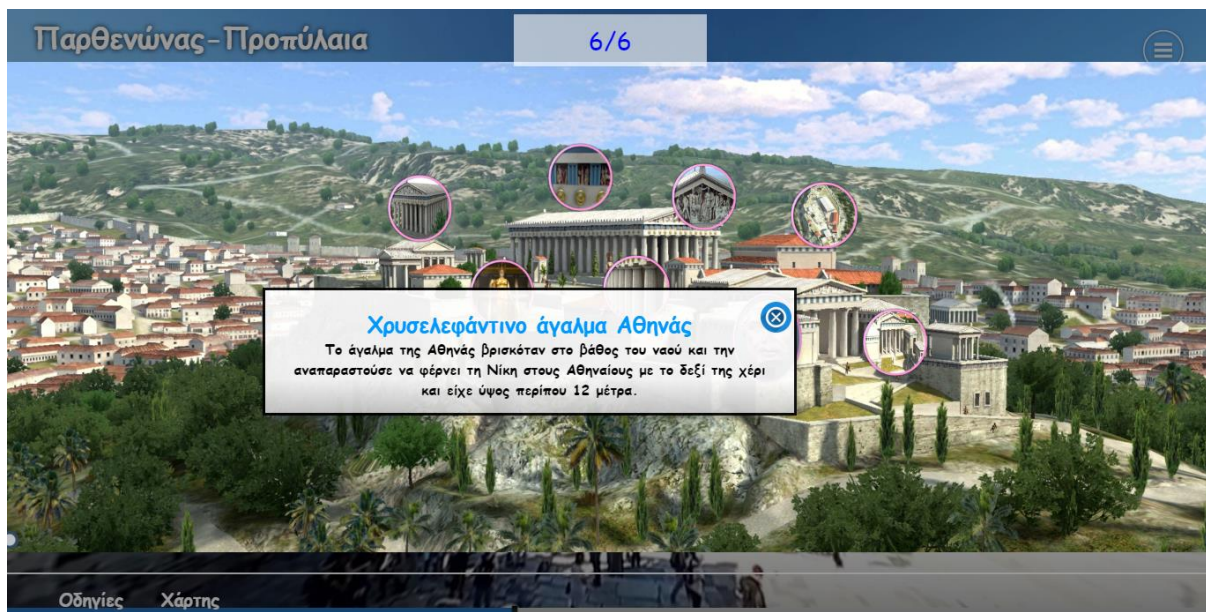 Παρθενώνας-Προπύλαια
6/6
Χρυσελεφάντινο άγαλμα Αθηνάς
Το άγαλμα της Αθηνάς βρισκόταν στο βάθος του ναού και την
αναπαραστούσε να φέρνει τη Νίκη στους Αθηναίους με το δεξί της χέρι
και είχε ύψος περίπου 12 μέτρα.
Οδηγίες
Χάρτης